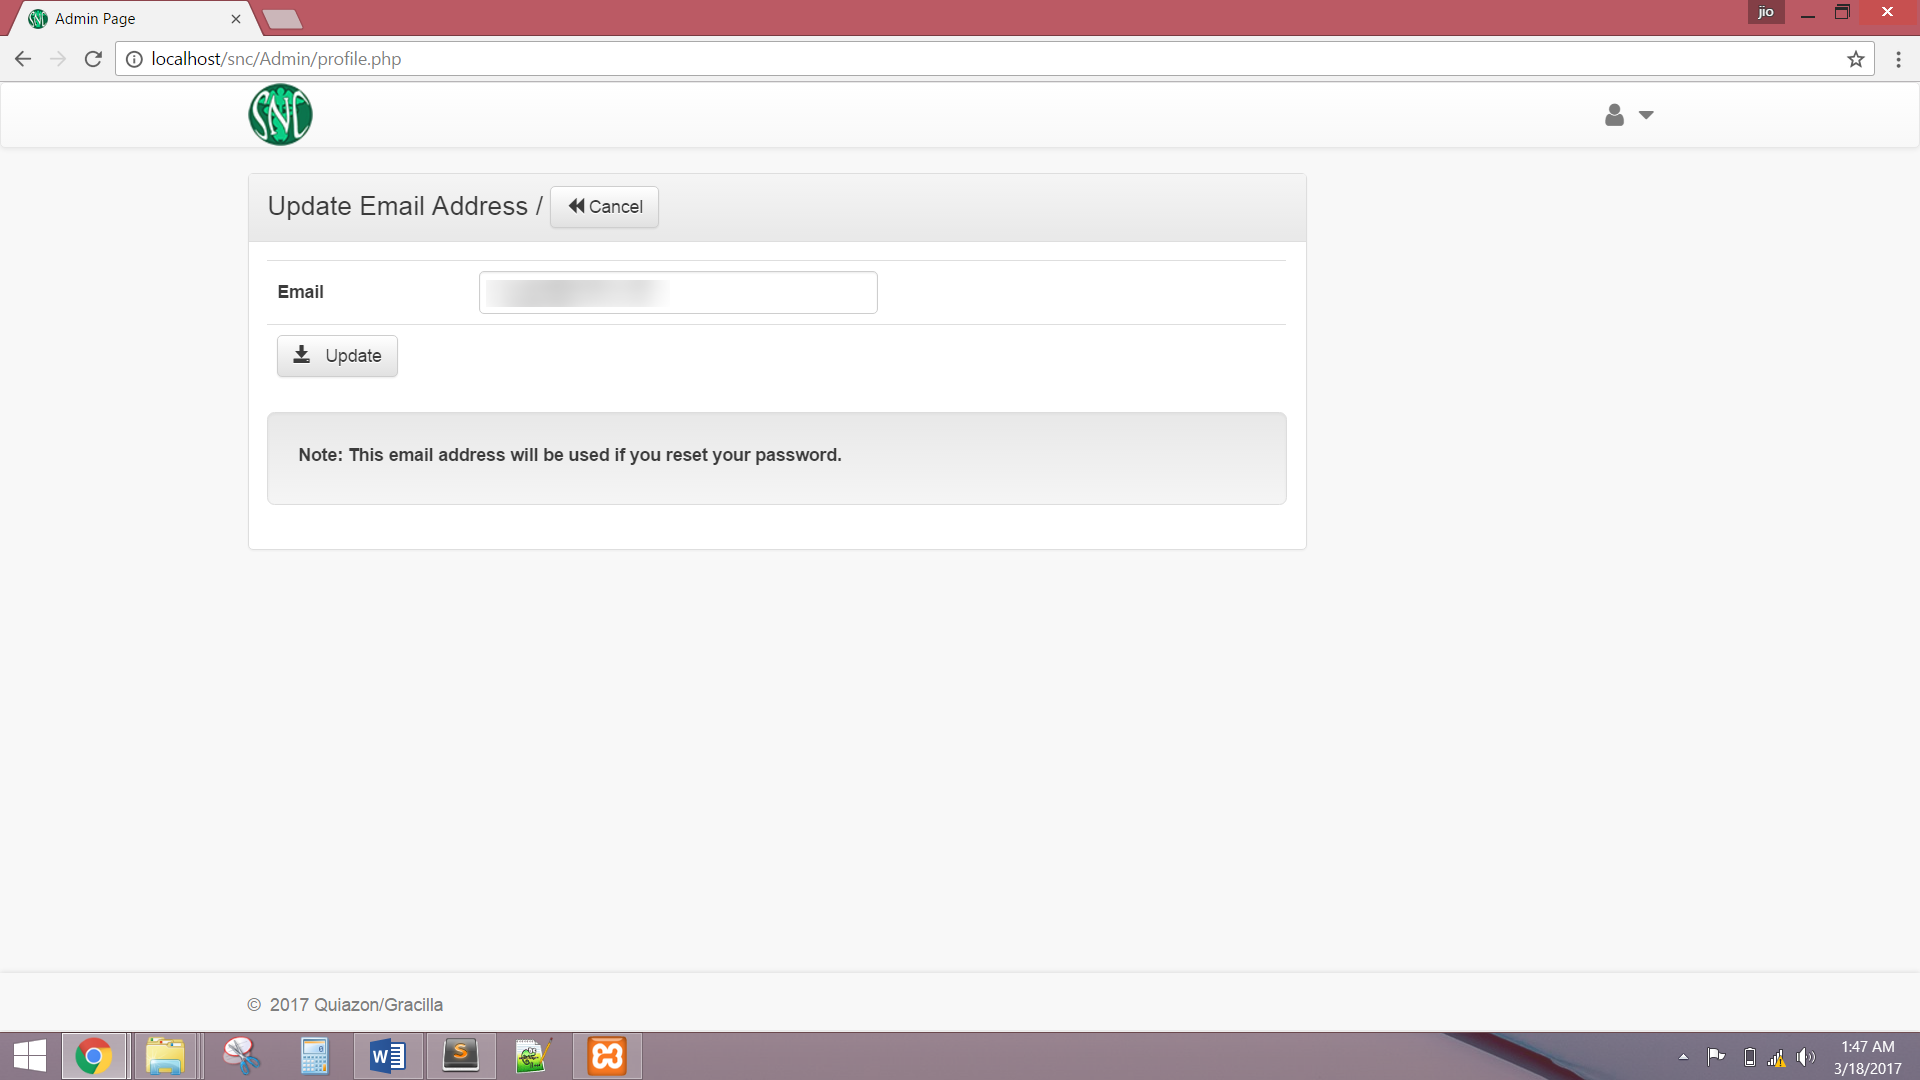 Admin Page
jio
localhost/snc/Admin/profile.php
SNC
Update Email Address / Cancel
Email
Update
Note: This email address will be used if you reset your password.
© 2017 Quiazon/Gracilla
1:47 AM
3/18/2017